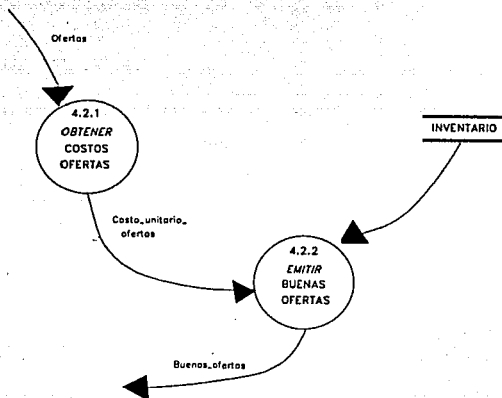 Ofertas
4.2.1
OBTENER
COSTOS
OFERTAS
INVENTARIO
Costo_unitario_
ofertas
4.2.2
EMITIR
BUENAS
OFERTAS
Buenas_ofertas